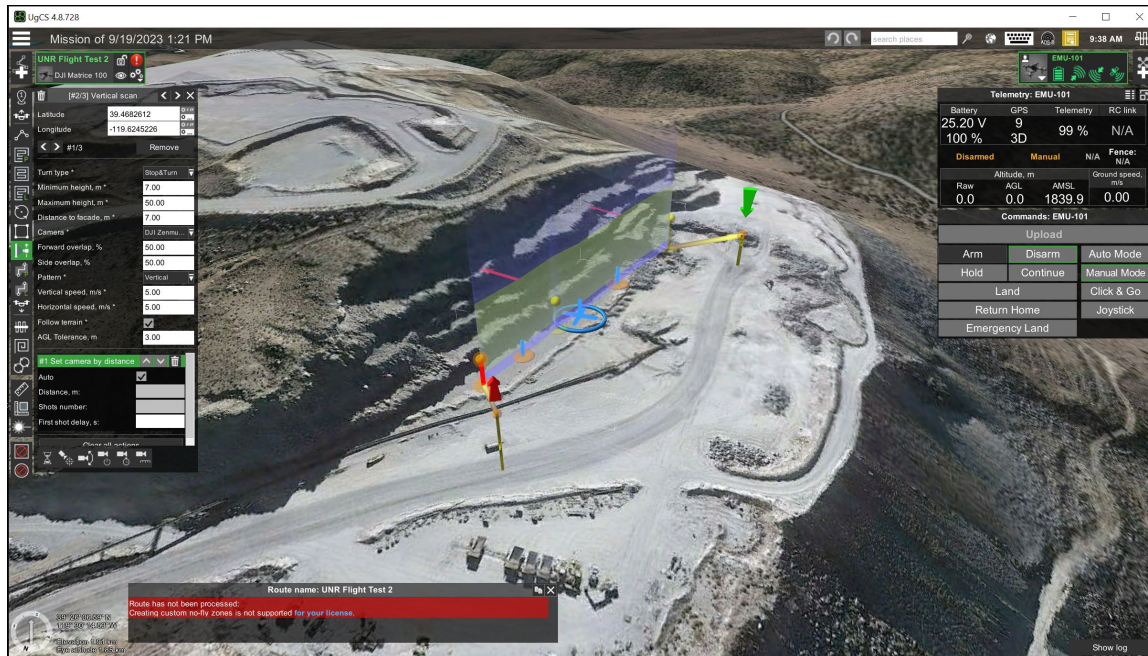 UgCS 4.8.728
Mission of 9/19/2023 1:21 PM
search places
9:38 AM
UNR Flight Test 2
DJI Matrice 100
EMU-101
[#2/3] Vertical scan
Latitude 39.4682612
Longitude -119.6245226
#1/3 Remove
Turn type * Stop&Turn
Minimum height, m * 7.00
Maximum height, m * 50.00
Distance to facade, m * 7.00
Camera * DJI Zenmu...
Forward overlap, % 50.00
Side overlap, % 50.00
Pattern * Vertical
Vertical speed, m/s * 5.00
Horizontal speed, m/s * 5.00
Follow terrain *
AGL Tolerance, m 3.00
#1 Set camera by distance
Auto
Distance, m:
Shots number:
First shot delay, s:
Clear all actions
Telemetry: EMU-101
Battery GPS Telemetry RC link
25.20 V 9 99 % N/A
100 % 3D
Disarmed Manual N/A Fence: N/A
Altitude, m Ground speed, m/s
Raw AGL AMSL
0.0 0.0 1839.9 0.00
Commands: EMU-101
Upload
Arm Disarm Auto Mode
Hold Continue Manual Mode
Land Click & Go
Return Home Joystick
Emergency Land
Route name: UNR Flight Test 2
Route has not been processed:
Creating custom no-fly zones is not supported for your license.
N
Show log